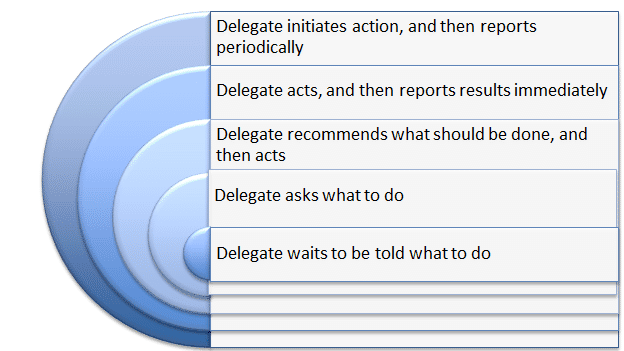 Delegate initiates action, and then reports
periodically
Delegate acts, and then reports results immediately
Delegate recommends what should be done, and
then acts
Delegate asks what to do
Delegate waits to be told what to do